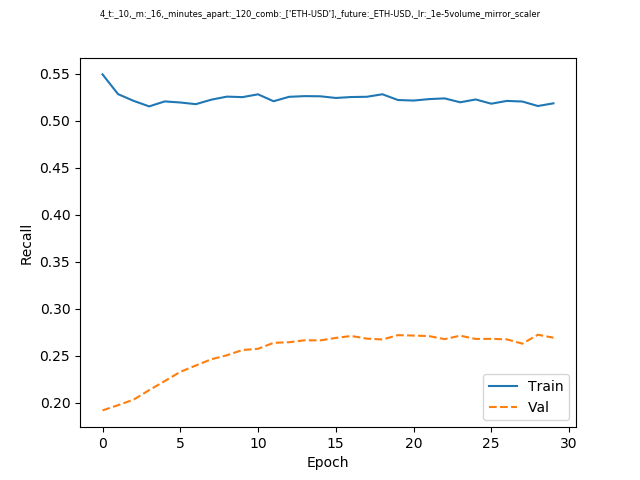 4_t:_10,_m:_16,_minutes_apart:_120_comb:_['ETH-USD'],_future:_ETH-USD,_lr:_1e-5volume_mirror_scaler
0.55
0.50
0.45
0.40
0.35
0.30
0.25
0.20
Recall
Train
Val
0 5 10 15 20 25 30
Epoch